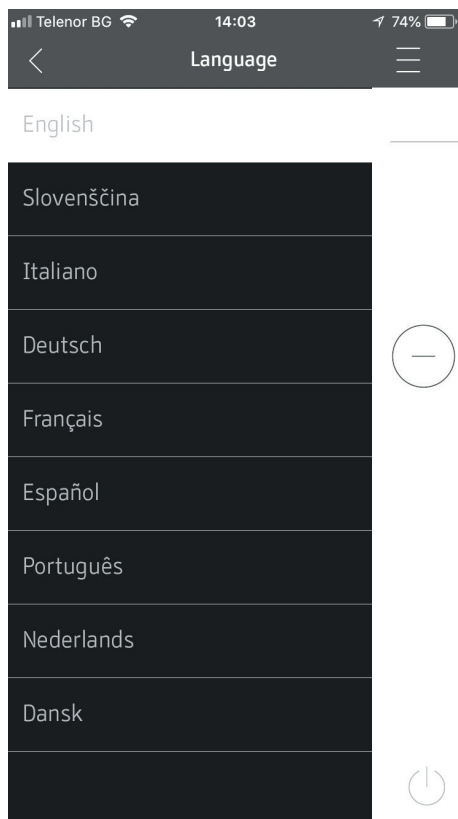 Telenor BG 14:03 74%
Language
English
Slovenščina
Italiano
Deutsch
Français
Español
Português
Nederlands
Dansk